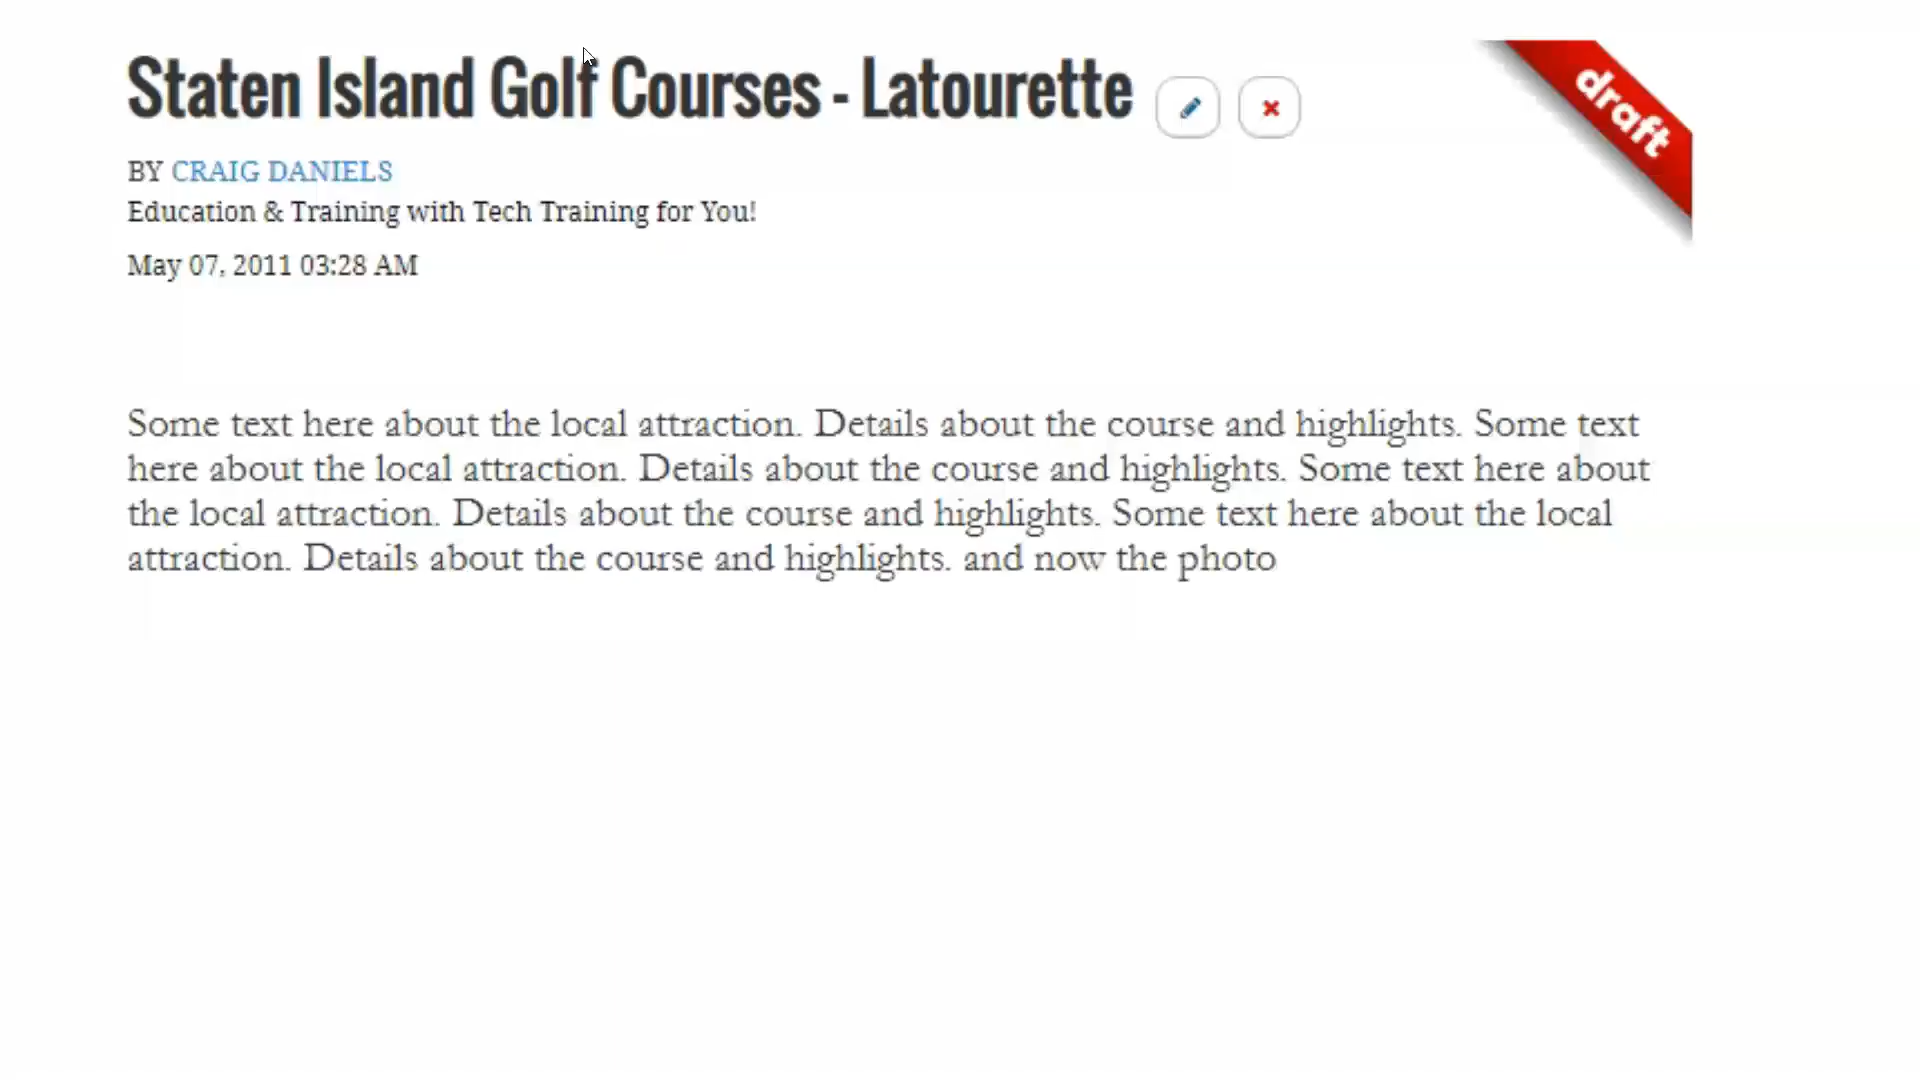 Staten Island Golf Courses - Latourette
draft
BY CRAIG DANIELS
Education & Training with Tech Training for You!
May 07, 2011 03:28 AM
Some text here about the local attraction. Details about the course and highlights. Some text
here about the local attraction. Details about the course and highlights. Some text here about
the local attraction. Details about the course and highlights. Some text here about the local
attraction. Details about the course and highlights. and now the photo